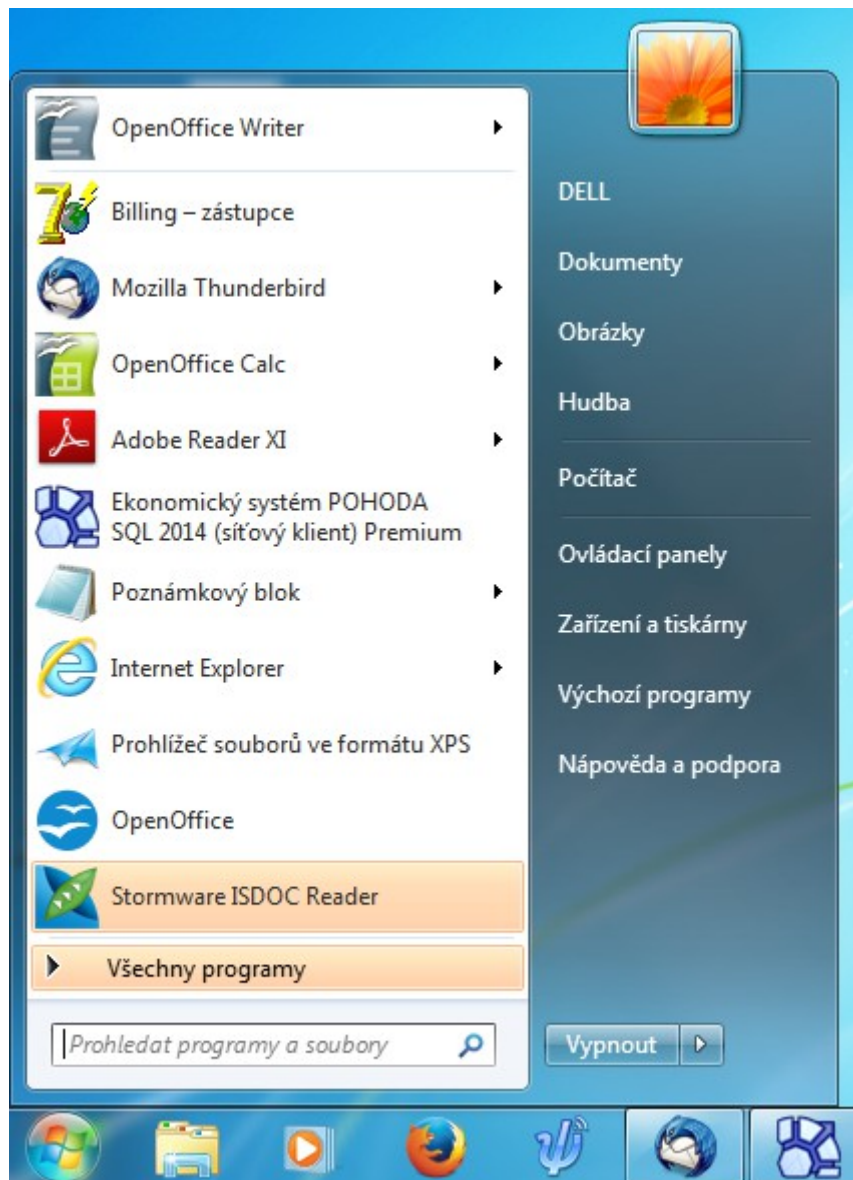 OpenOffice Writer
Billing – zástupce
Mozilla Thunderbird
OpenOffice Calc
Adobe Reader XI
Ekonomický systém POHODA
SQL 2014 (síťový klient) Premium
Poznámkový blok
Internet Explorer
Prohlížeč souborů ve formátu XPS
OpenOffice
Stormware ISDOC Reader
Všechny programy
Prohledat programy a soubory
DELL
Dokumenty
Obrázky
Hudba
Počítač
Ovládací panely
Zařízení a tiskárny
Výchozí programy
Nápověda a podpora
Vypnout